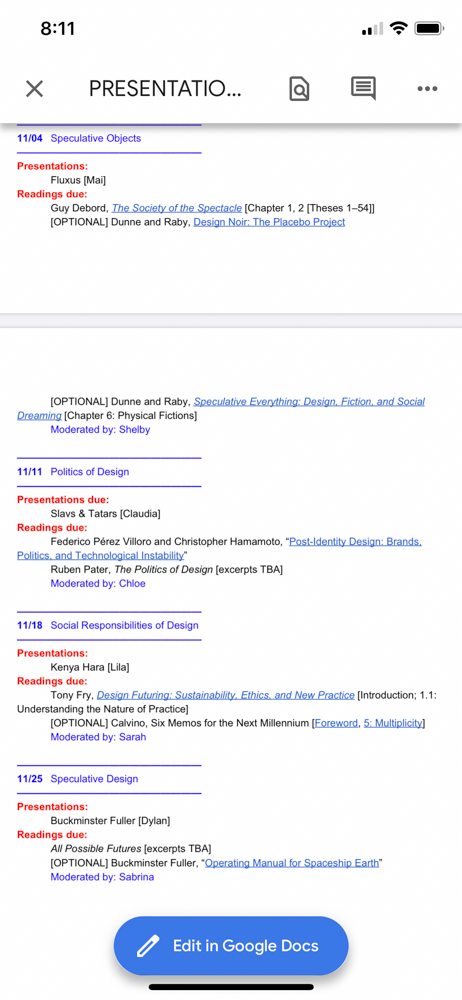 8:11
PRESENTATIO...
11/04 Speculative Objects
Presentations:
Fluxus [Mai]
Readings due:
Guy Debord, The Society of the Spectacle [Chapter 1, 2 [Theses 1–54]]
[OPTIONAL] Dunne and Raby, Design Noir: The Placebo Project
[OPTIONAL] Dunne and Raby, Speculative Everything: Design, Fiction, and Social
Dreaming [Chapter 6: Physical Fictions]
Moderated by: Shelby
11/11 Politics of Design
Presentations due:
Slavs & Tatars [Claudia]
Readings due:
Federico Pérez Villoro and Christopher Hamamoto, “Post-Identity Design: Brands,
Politics, and Technological Instability”
Ruben Pater, The Politics of Design [excerpts TBA]
Moderated by: Chloe
11/18 Social Responsibilities of Design
Presentations:
Kenya Hara [Lila]
Readings due:
Tony Fry, Design Futuring: Sustainability, Ethics, and New Practice [Introduction; 1.1:
Understanding the Nature of Practice]
[OPTIONAL] Calvino, Six Memos for the Next Millennium [Foreword, 5: Multiplicity]
Moderated by: Sarah
11/25 Speculative Design
Presentations:
Buckminster Fuller [Dylan]
Readings due:
All Possible Futures [excerpts TBA]
[OPTIONAL] Buckminster Fuller, “Operating Manual for Spaceship Earth”
Moderated by: Sabrina
Edit in Google Docs